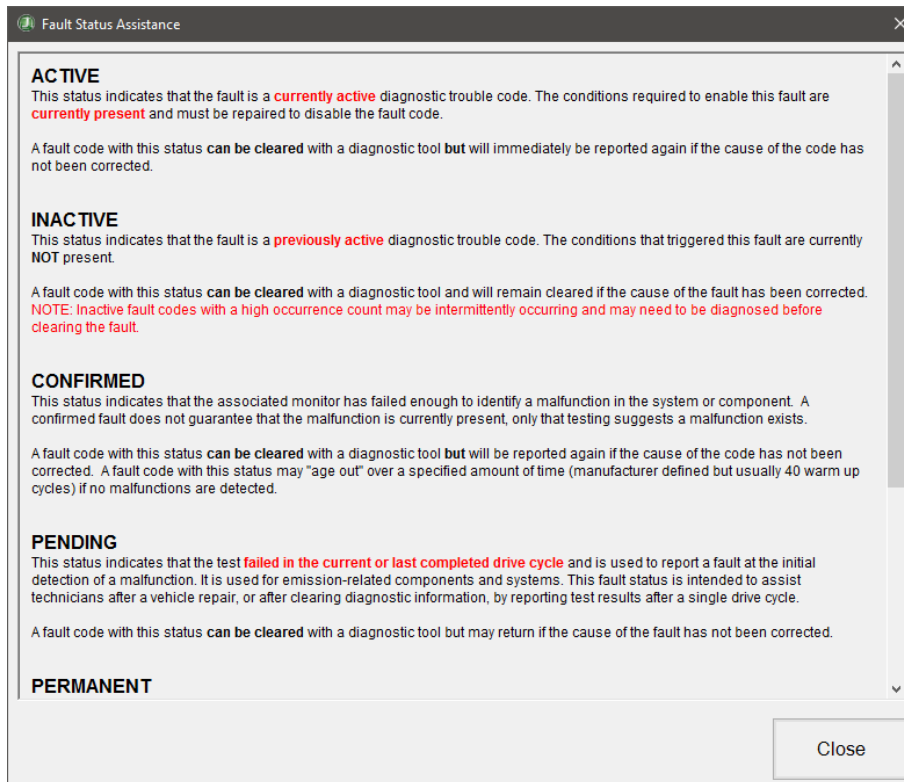 Fault Status Assistance
ACTIVE
This status indicates that the fault is a currently active diagnostic trouble code. The conditions required to enable this fault are
currently present and must be repaired to disable the fault code.
A fault code with this status can be cleared with a diagnostic tool but will immediately be reported again if the cause of the code has
not been corrected.
INACTIVE
This status indicates that the fault is a previously active diagnostic trouble code. The conditions that triggered this fault are currently
NOT present.
A fault code with this status can be cleared with a diagnostic tool and will remain cleared if the cause of the fault has been corrected.
NOTE: Inactive fault codes with a high occurrence count may be intermittently occurring and may need to be diagnosed before
clearing the fault.
CONFIRMED
This status indicates that the associated monitor has failed enough to identify a malfunction in the system or component. A
confirmed fault does not guarantee that the malfunction is currently present, only that testing suggests a malfunction exists.
A fault code with this status can be cleared with a diagnostic tool but will be reported again if the cause of the code has not been
corrected. A fault code with this status may "age out" over a specified amount of time (manufacturer defined but usually 40 warm up
cycles) if no malfunctions are detected.
PENDING
This status indicates that the test failed in the current or last completed drive cycle and is used to report a fault at the initial
detection of a malfunction. It is used for emission-related components and systems. This fault status is intended to assist
technicians after a vehicle repair, or after clearing diagnostic information, by reporting test results after a single drive cycle.
A fault code with this status can be cleared with a diagnostic tool but may return if the cause of the fault has not been corrected.
PERMANENT
Close